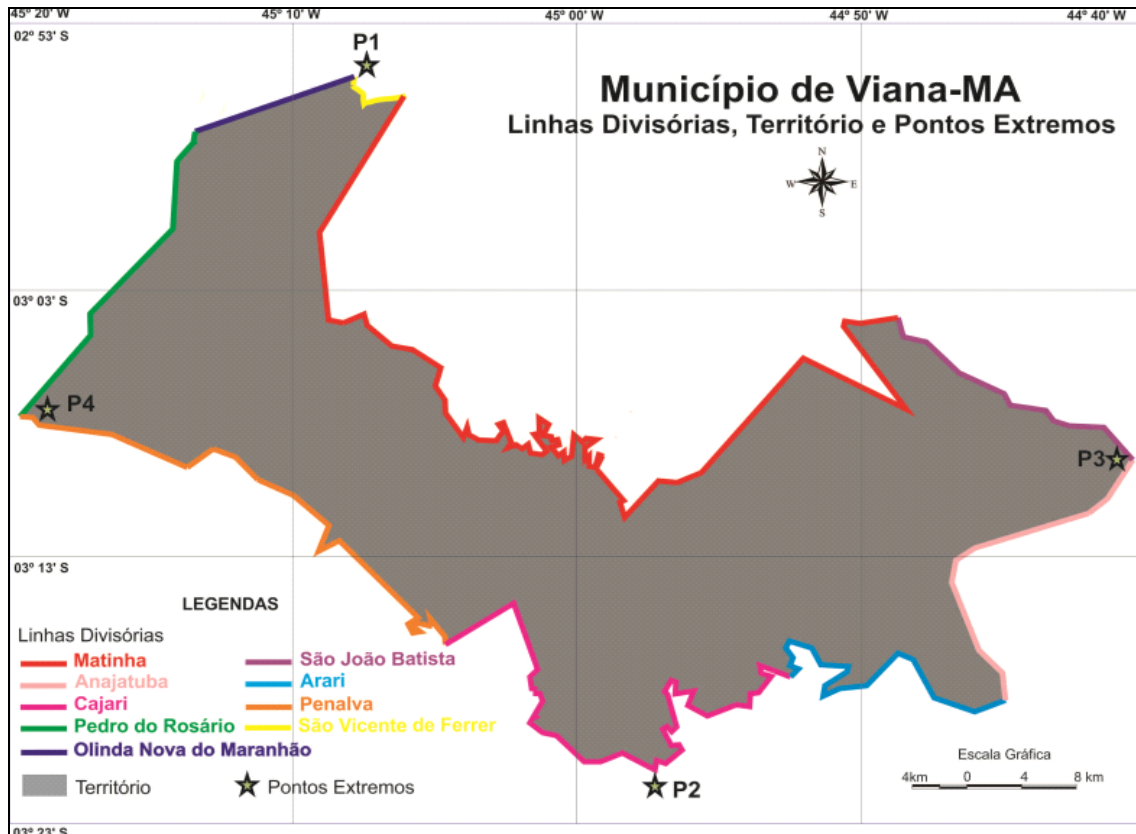 45° 20' W 45° 10' W 45° 00' W 44° 50' W 44° 40' W
02° 53' S
P1
Município de Viana-MA
Linhas Divisórias, Território e Pontos Extremos
N
W E
S
03° 03' S
P4
P3
03° 13' S
LEGENDAS
Linhas Divisórias
Matinha São João Batista
Anajatuba Arari
Cajari Penalva
Pedro do Rosário São Vicente de Ferrer
Olinda Nova do Maranhão
Território Pontos Extremos
P2
Escala Gráfica
4km 0 4 8 km
03° 23' S